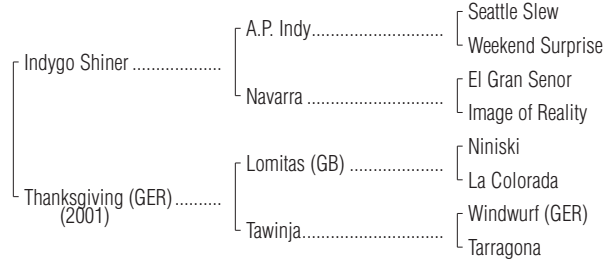 Seattle Slew
A.P. Indy......................................
Weekend Surprise
Indygo Shiner ....................
El Gran Senor
Navarra .......................................
Image of Reality
Niniski
Lomitas (GB) ...........................
La Colorada
Thanksgiving (GER)..........
(2001)
Windwurf (GER)
Tawinja........................................
Tarragona